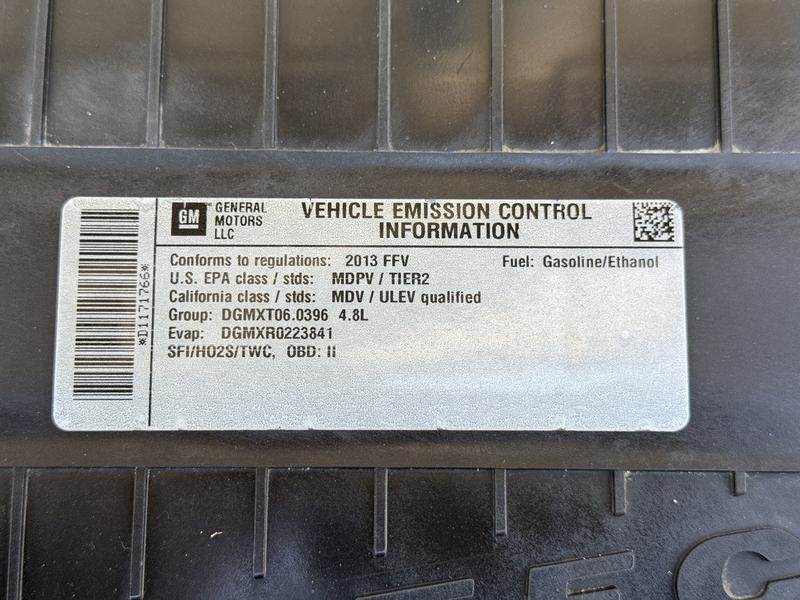 *D1171766*
GM GENERAL MOTORS LLC
VEHICLE EMISSION CONTROL
INFORMATION
Conforms to regulations: 2013 FFV Fuel: Gasoline/Ethanol
U.S. EPA class / stds: MDPV / TIER2
California class / stds: MDV / ULEV qualified
Group: DGMXT06.0396 4.8L
Evap: DGMXR0223841
SFI/HO2S/TWC, OBD: II